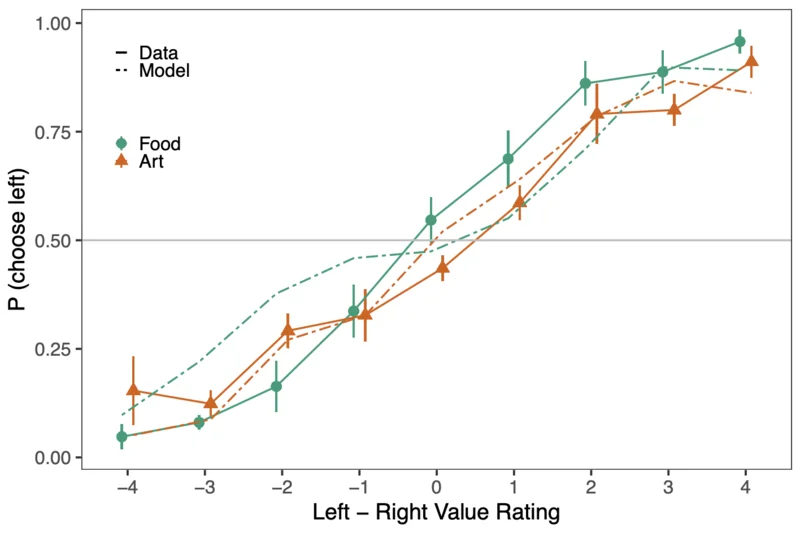 1.00
0.75
0.50
0.25
0.00
P (choose left)
Data
Model
Food
Art
−4 −3 −2 −1 0 1 2 3 4
Left − Right Value Rating